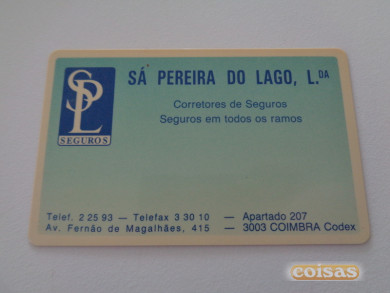 SPL
SEGUROS
SÁ PEREIRA DO LAGO, L.DA
Corretores de Seguros
Seguros em todos os ramos
Telef. 2 25 93 — Telefax 3 30 10 — Apartado 207
Av. Fernão de Magalhães, 415 — 3003 COIMBRA Codex
coisas